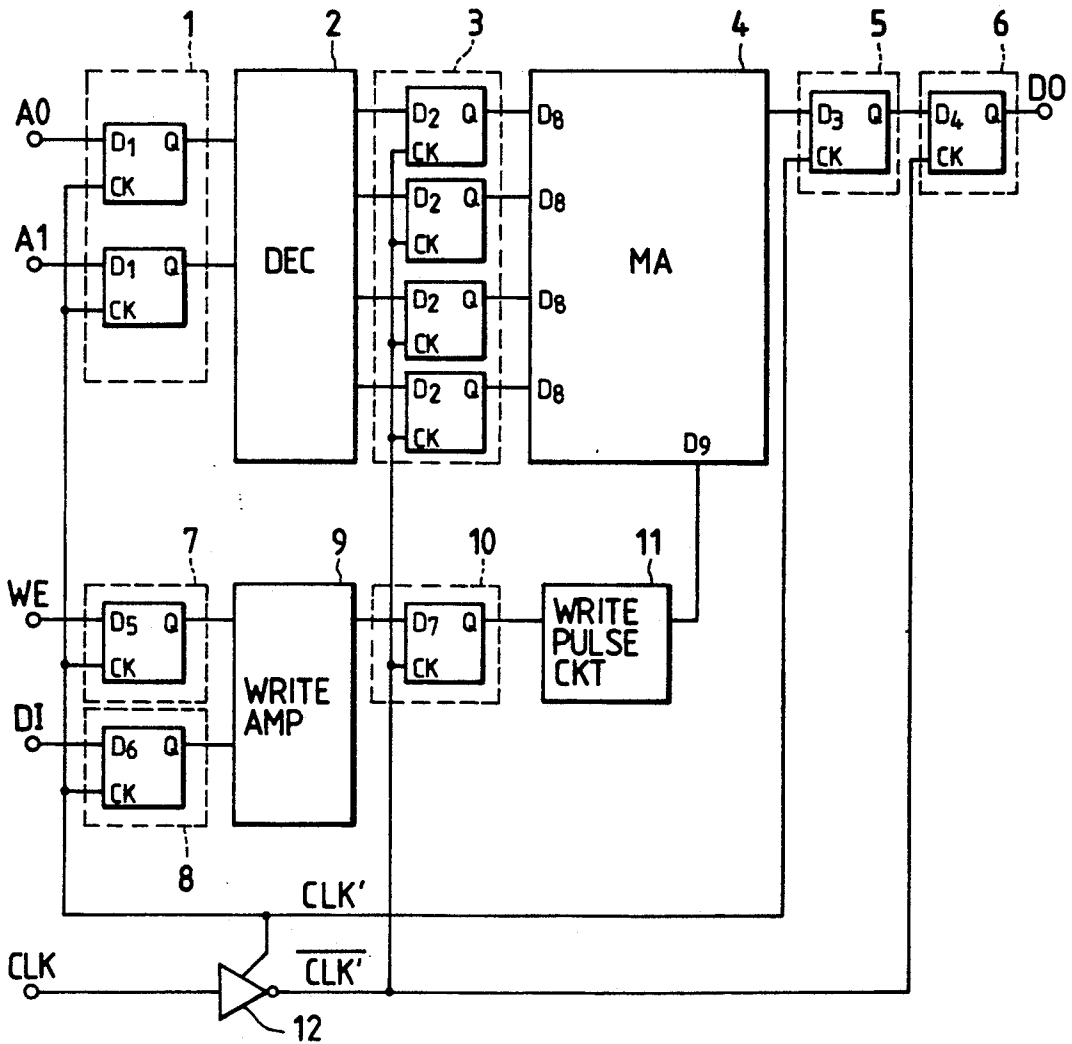 1 2 3 4 5 6
A0 D1 Q CK
A1 D1 Q CK
DEC
D2 Q CK
D2 Q CK
D2 Q CK
D2 Q CK
D8
D8
D8
D8
MA
D9
D3 Q CK
D4 Q CK
DO
7 9 10 11
WE D5 Q CK
DI D6 Q CK
8
WRITE
AMP
D7 Q CK
WRITE
PULSE
CKT
CLK'
CLK
CLK'
12